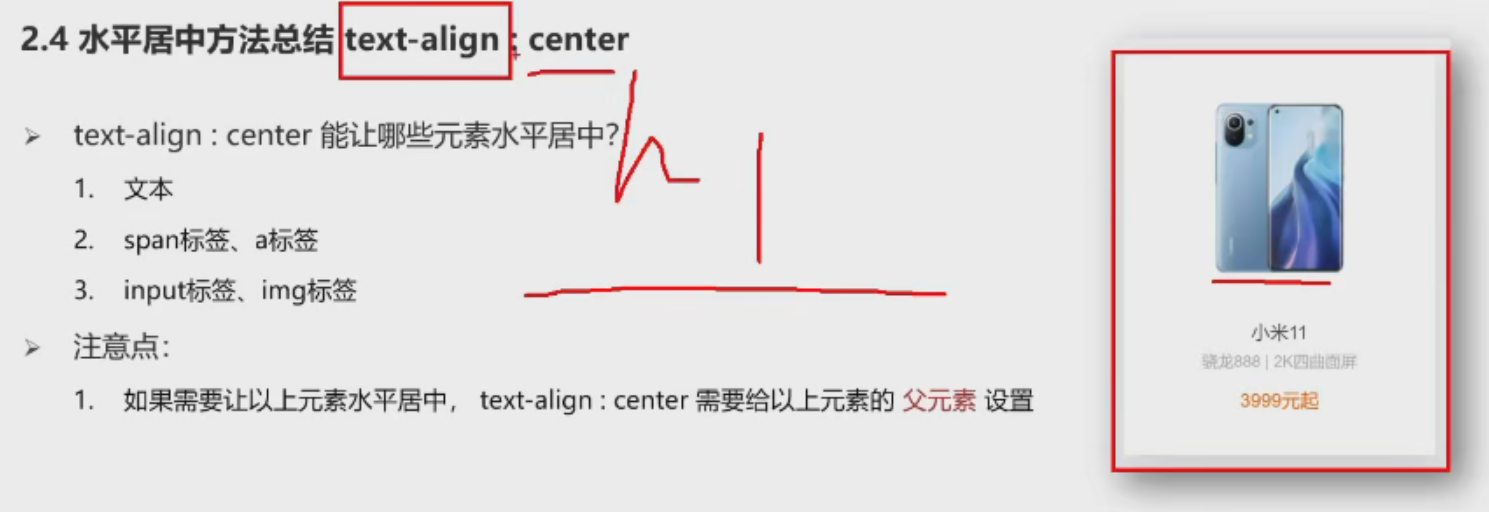 2.4 水平居中方法总结 text-align : center
text-align : center 能让哪些元素水平居中？
1. 文本
2. span标签、a标签
3. input标签、img标签
注意点：
1. 如果需要让以上元素水平居中， text-align : center 需要给以上元素的 父元素 设置
小米11
骁龙888 | 2K四曲面屏
3999元起